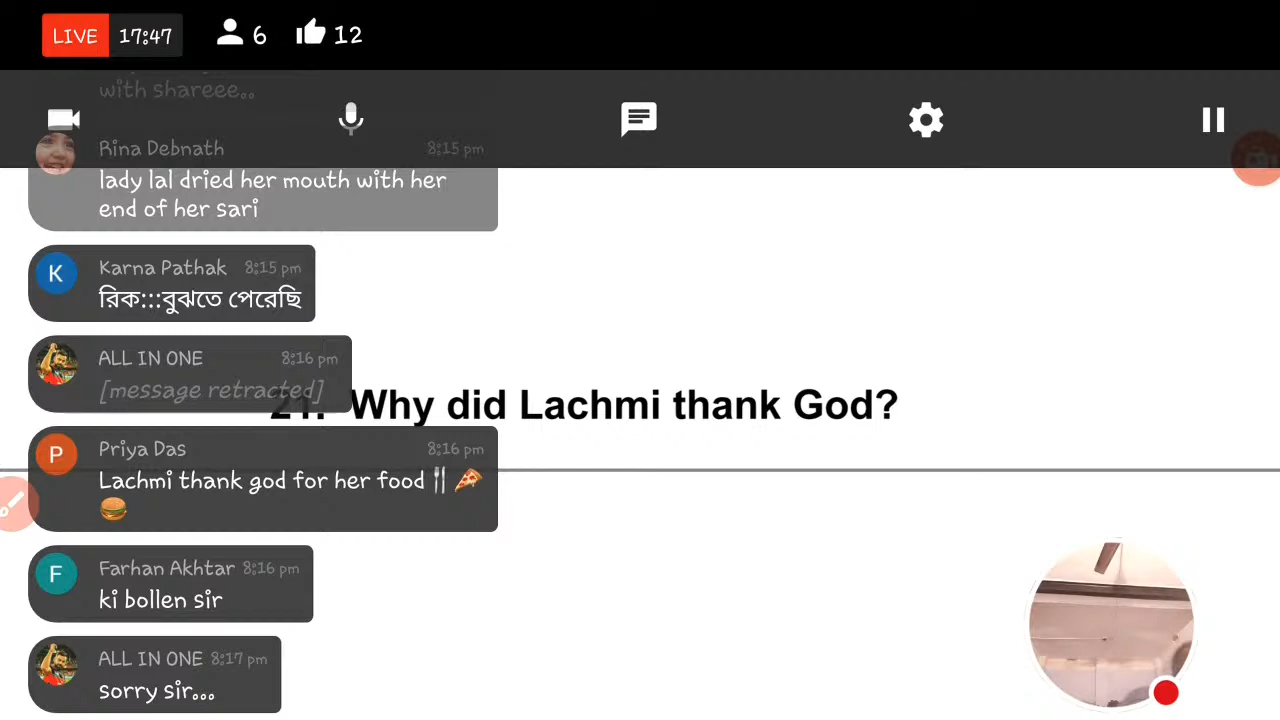 LIVE 17:47 6 12
with shareee..
Rina Debnath 8:15 pm
lady lal dried her mouth with her
end of her sari
K Karna Pathak 8:15 pm
রিক:::বুঝতে পেরেছি
ALL IN ONE 8:16 pm
[message retracted]
21. Why did Lachmi thank God?
P Priya Das 8:16 pm
Lachmi thank god for her food🍴🍕
🍔
F Farhan Akhtar 8:16 pm
ki bollen sir
ALL IN ONE 8:17 pm
sorry sir...